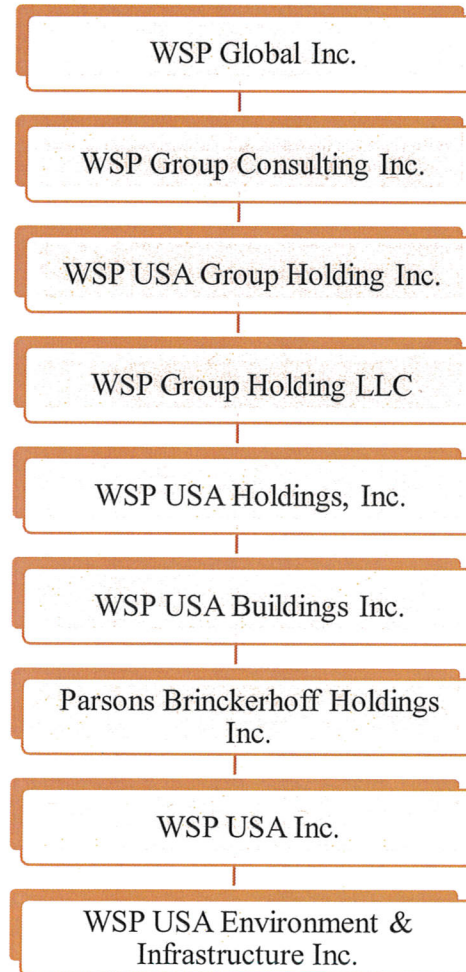 WSP Global Inc.
WSP Group Consulting Inc.
WSP USA Group Holding Inc.
WSP Group Holding LLC
WSP USA Holdings, Inc.
WSP USA Buildings Inc.
Parsons Brinckerhoff Holdings
Inc.
WSP USA Inc.
WSP USA Environment &
Infrastructure Inc.